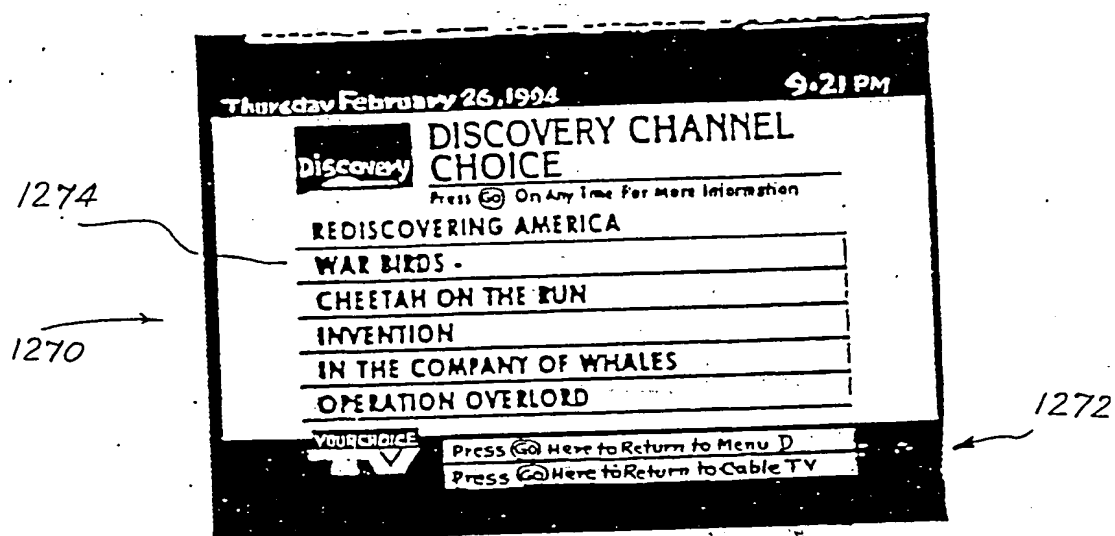 Thursday February 26, 1994
9:21 PM
Discovery
DISCOVERY CHANNEL
CHOICE
Press Go On Any Time For More Information
REDISCOVERING AMERICA
1274
WAR BIRDS -
CHEETAH ON THE RUN
INVENTION
1270
IN THE COMPANY OF WHALES
OPERATION OVERLORD
1272
YOUR CHOICE
Press Go Here to Return to Menu D
Press Go Here to Return to Cable TV